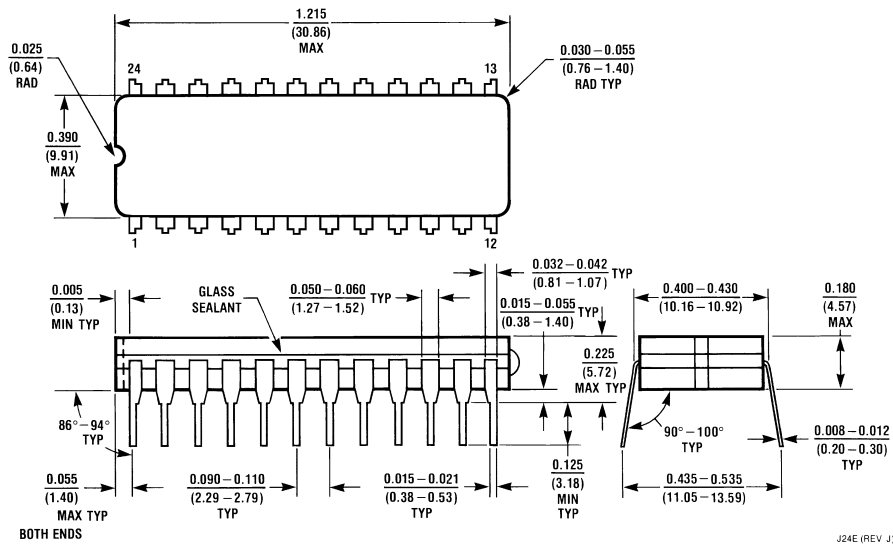 1.215
(30.86)
MAX
0.025
(0.64)
RAD
24
13
0.030 – 0.055
(0.76 – 1.40)
RAD TYP
0.390
(9.91)
MAX
1
12
0.005
(0.13)
MIN TYP
GLASS
SEALANT
0.050 – 0.060
(1.27 – 1.52)
TYP
0.032 – 0.042
(0.81 – 1.07)
TYP
0.015 – 0.055
(0.38 – 1.40)
TYP
0.400 – 0.430
(10.16 – 10.92)
0.180
(4.57)
MAX
0.225
(5.72)
MAX TYP
86° – 94°
TYP
90° – 100°
TYP
0.008 – 0.012
(0.20 – 0.30)
TYP
0.055
(1.40)
MAX TYP
BOTH ENDS
0.090 – 0.110
(2.29 – 2.79)
TYP
0.015 – 0.021
(0.38 – 0.53)
TYP
0.125
(3.18)
MIN
TYP
0.435 – 0.535
(11.05 – 13.59)
J24E (REV J)